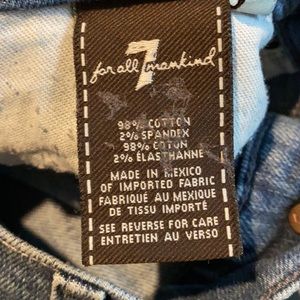 7
for all mankind
98% COTTON
2% SPANDEX
98% COTON
2% ÉLASTHANNE
MADE IN MEXICO
OF IMPORTED FABRIC
FABRIQUÉ AU MEXIQUE
DE TISSU IMPORTÉ
SEE REVERSE FOR CARE
ENTRETIEN AU VERSO